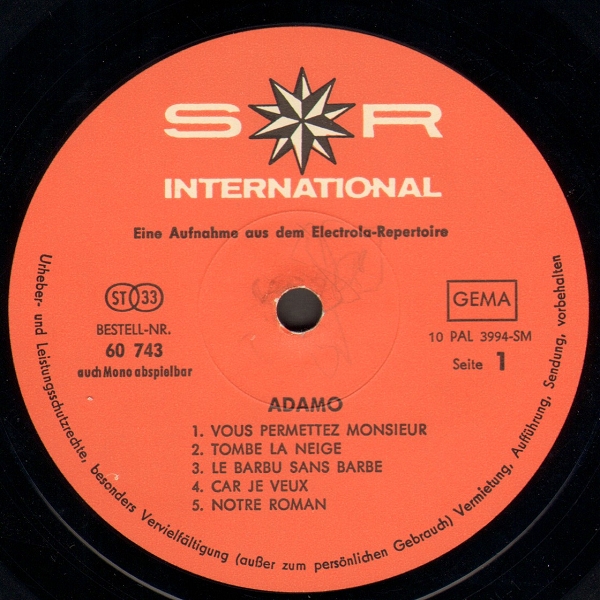 S R
INTERNATIONAL
Eine Aufnahme aus dem Electrola-Repertoire
ST 33
BESTELL-NR.
60 743
auch Mono abspielbar
GEMA
10 PAL 3994-SM
Seite 1
ADAMO
1. VOUS PERMETTEZ MONSIEUR
2. TOMBE LA NEIGE
3. LE BARBU SANS BARBE
4. CAR JE VEUX
5. NOTRE ROMAN
Urheber- und Leistungsschutzrechte, besonders Vervielfältigung (außer zum persönlichen Gebrauch) Vermietung, Aufführung, Sendung, vorbehalten